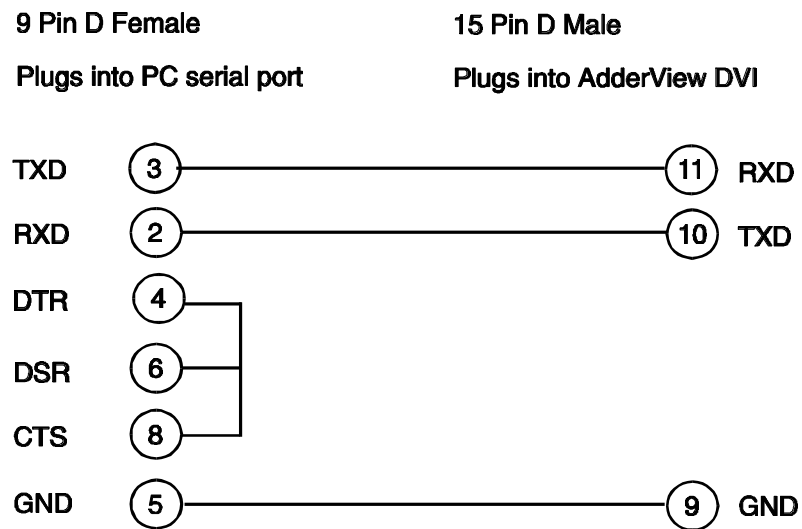 9 Pin D Female 15 Pin D Male
Plugs into PC serial port Plugs into AdderView DVI
TXD 3 11 RXD
RXD 2 10 TXD
DTR 4
DSR 6
CTS 8
GND 5 9 GND